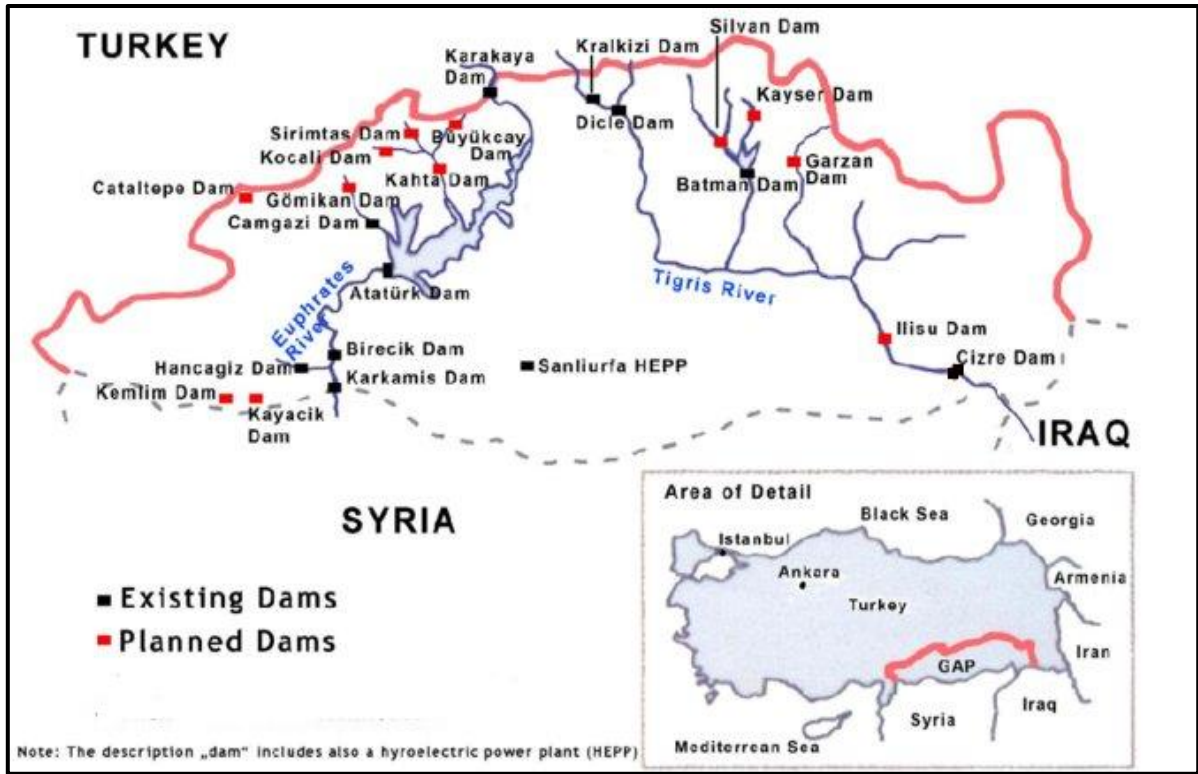 TURKEY
Silvan Dam
Kralkizi Dam
Karakaya
Dam
Kayser Dam
Sirimtas Dam
Büyükcay
Dam
Dicle Dam
Kocali Dam
Garzan
Dam
Cataltepe Dam
Kahta Dam
Batman Dam
Gömikan Dam
Camgazi Dam
Euphrates
River
Atatürk Dam
Tigris River
Ilisu Dam
Birecik Dam
Hancagiz Dam
Sanliurfa HEPP
Cizre Dam
Kemlim Dam
Karkamis Dam
Kayacik
Dam
IRAQ
SYRIA
Existing Dams
Planned Dams
Area of Detail
Black Sea
Georgia
Istanbul
Ankara
Armenia
Turkey
GAP
Iran
Syria
Iraq
Mediterrean Sea
Note: The description „dam“ includes also a hyroelectric power plant (HEPP)